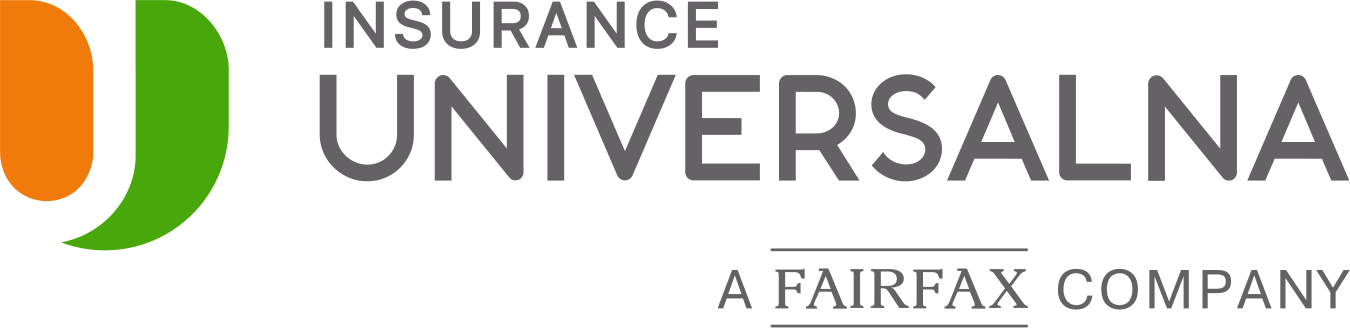 INSURANCE
UNIVERSALNA
A FAIRFAX COMPANY